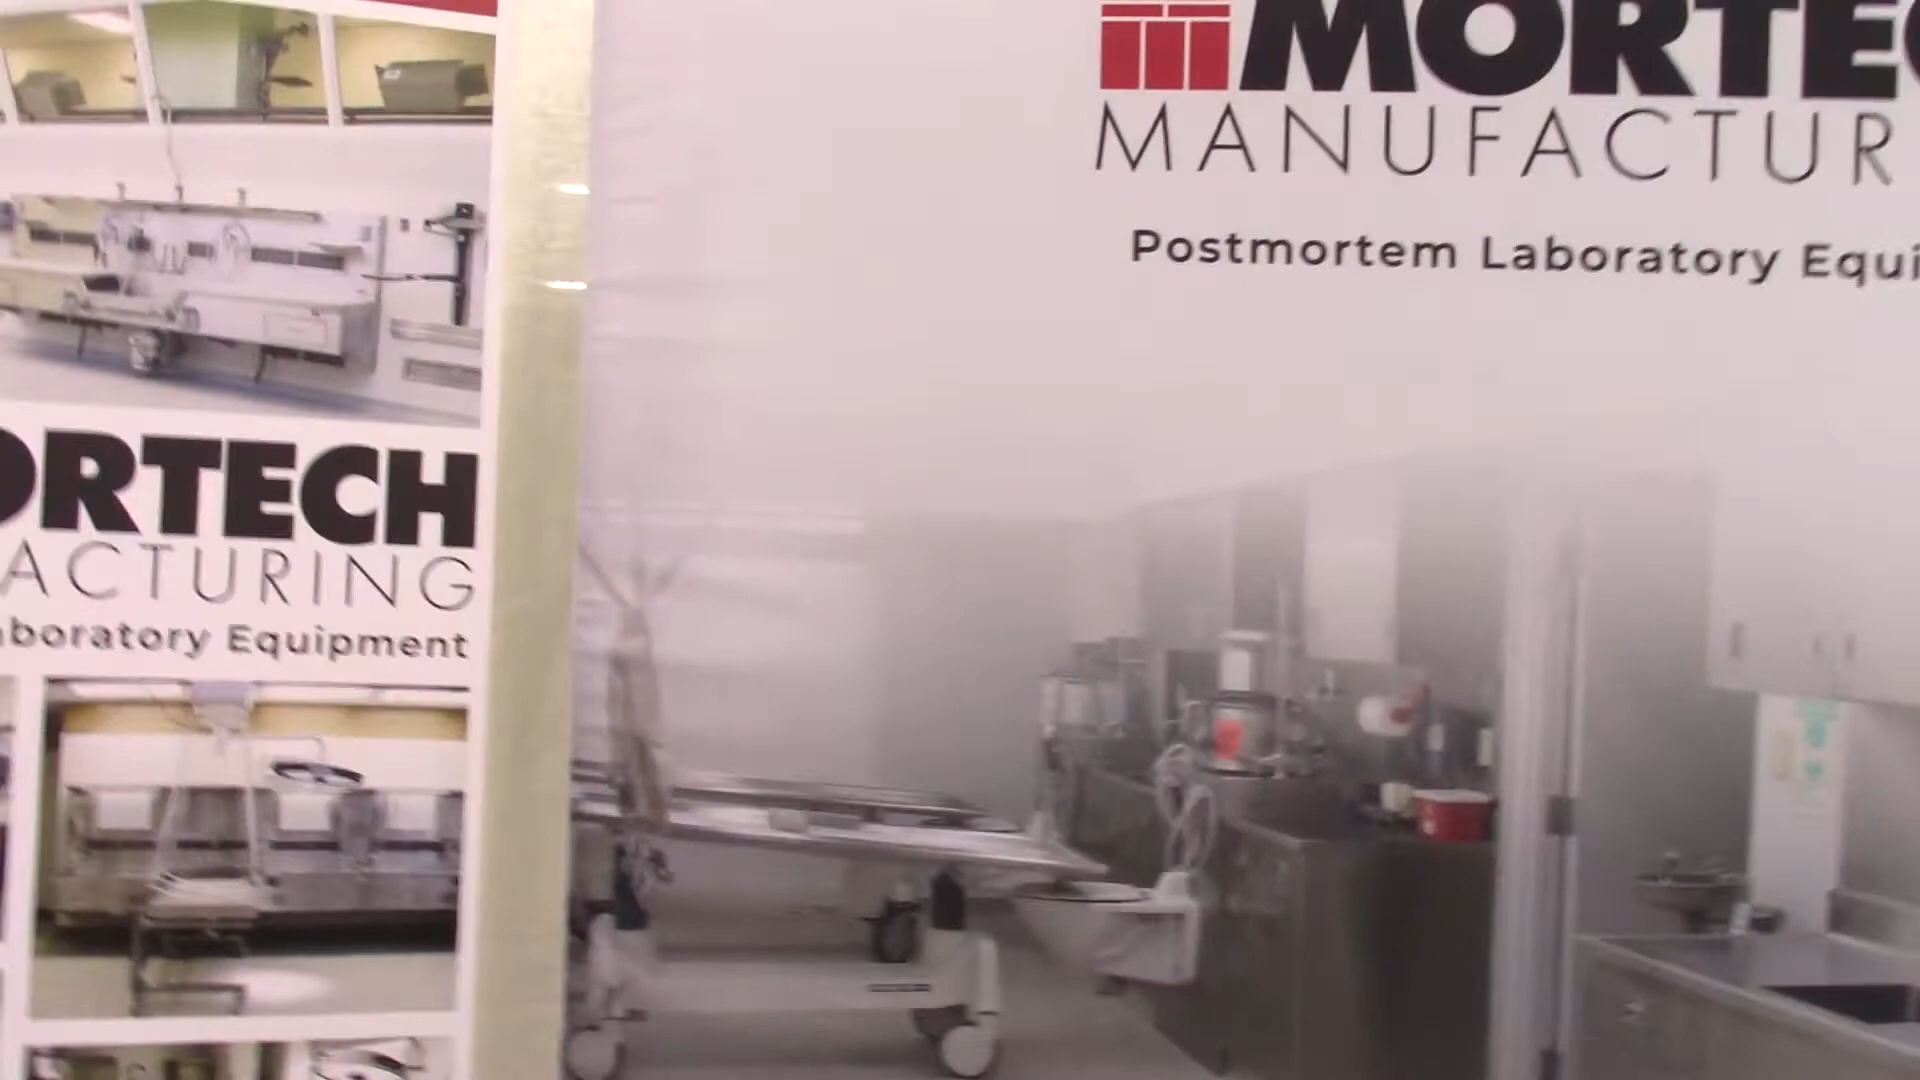 ORTECH
ACTURING
aboratory Equipment
MORTEC
MANUFACTUR
Postmortem Laboratory Equi